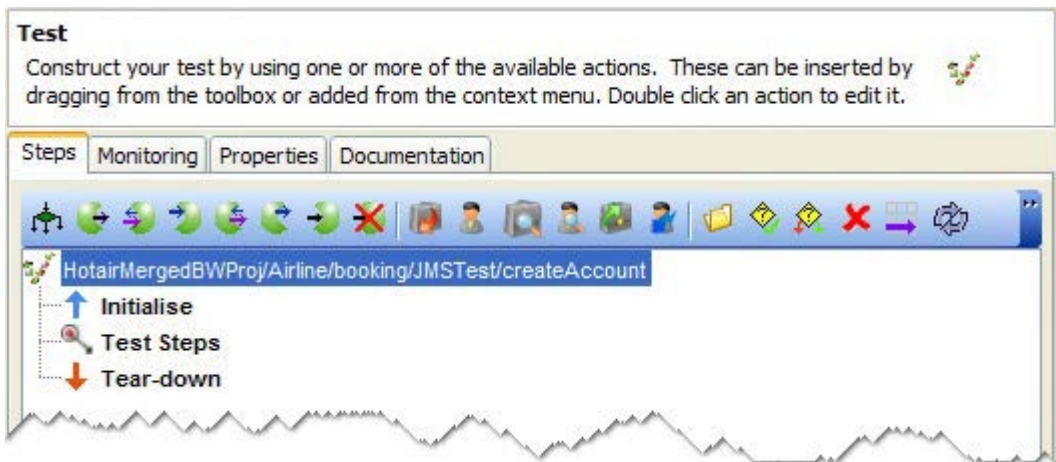 Test
Construct your test by using one or more of the available actions. These can be inserted by
dragging from the toolbox or added from the context menu. Double click an action to edit it.
Steps Monitoring Properties Documentation
HotairMergedBWProj/Airline/booking/JMSTest/createAccount
Initialise
Test Steps
Tear-down